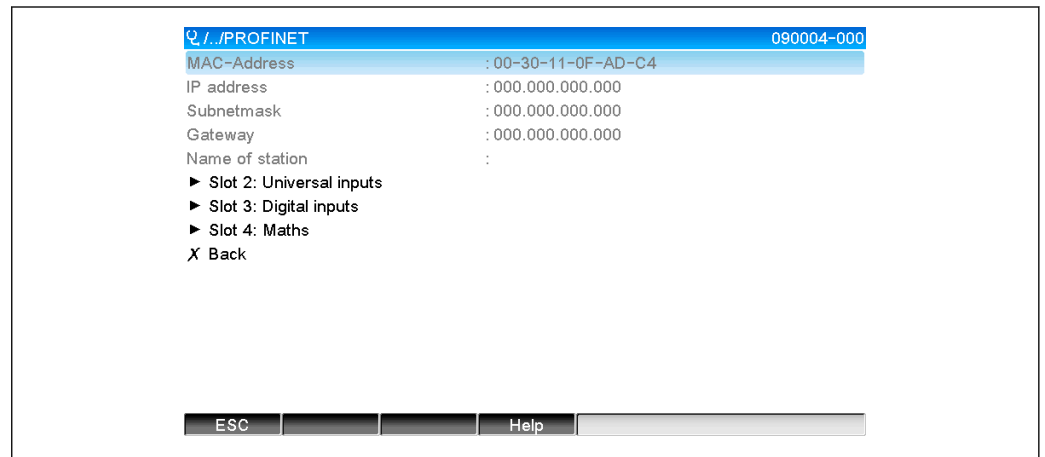 /../PROFINET 090004-000
MAC-Address : 00-30-11-0F-AD-C4
IP address : 000.000.000.000
Subnetmask : 000.000.000.000
Gateway : 000.000.000.000
Name of station :
► Slot 2: Universal inputs
► Slot 3: Digital inputs
► Slot 4: Maths
X Back
ESC Help